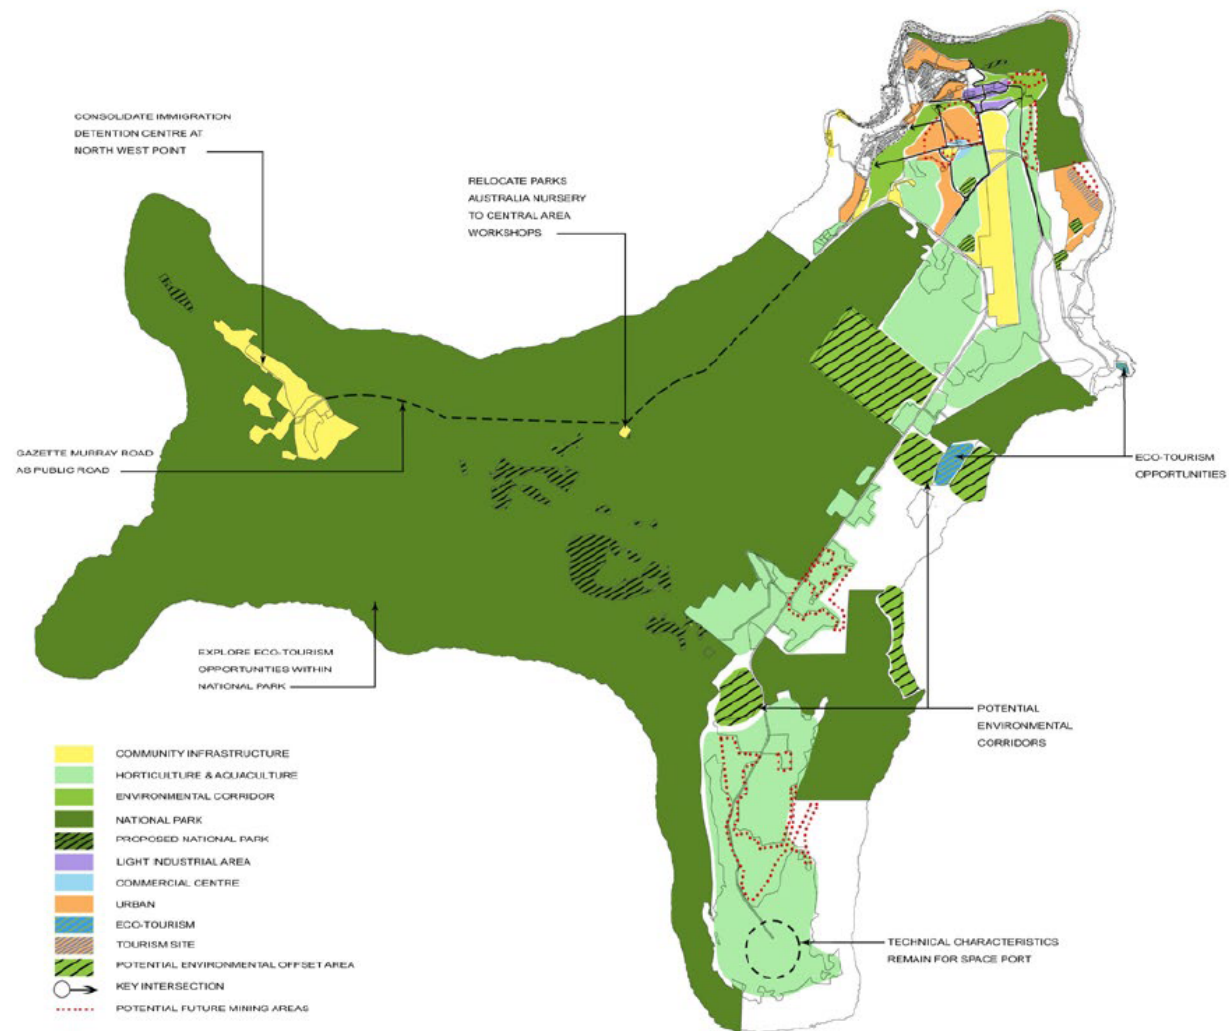 CONSOLIDATE IMMIGRATION
DETENTION CENTRE AT
NORTH WEST POINT
RELOCATE PARKS
AUSTRALIA NURSERY
TO CENTRAL AREA
WORKSHOPS
GAZETTE MURRAY ROAD
AS PUBLIC ROAD
ECO-TOURISM
OPPORTUNITIES
EXPLORE ECO-TOURISM
OPPORTUNITIES WITHIN
NATIONAL PARK
POTENTIAL
ENVIRONMENTAL
CORRIDORS
TECHNICAL CHARACTERISTICS
REMAIN FOR SPACE PORT
COMMUNITY INFRASTRUCTURE
HORTICULTURE & AQUACULTURE
ENVIRONMENTAL CORRIDOR
NATIONAL PARK
PROPOSED NATIONAL PARK
LIGHT INDUSTRIAL AREA
COMMERCIAL CENTRE
URBAN
ECO-TOURISM
TOURISM SITE
POTENTIAL ENVIRONMENTAL OFFSET AREA
KEY INTERSECTION
POTENTIAL FUTURE MINING AREAS